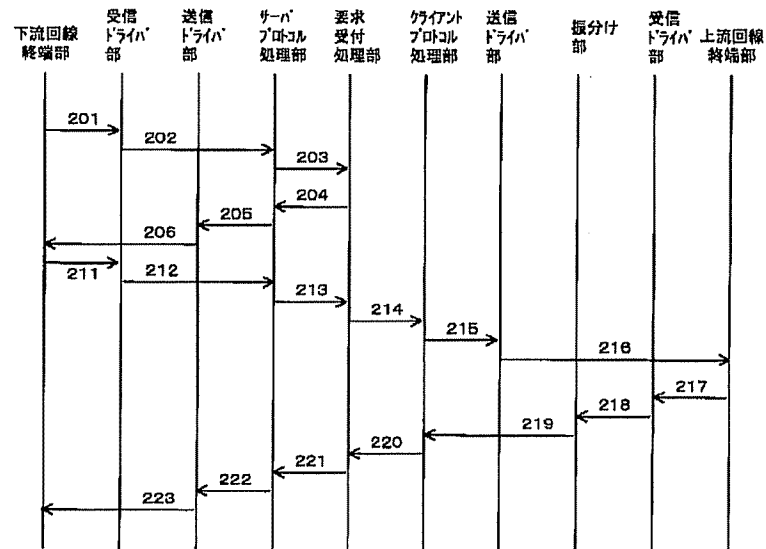 下流回線
終端部
受信
ﾄﾞﾗｲﾊﾞ
部
送信
ﾄﾞﾗｲﾊﾞ
部
ｻｰﾊﾞ
ﾌﾟﾛﾄｺﾙ
処理部
要求
受付
処理部
ｸﾗｲｱﾝﾄ
ﾌﾟﾛﾄｺﾙ
処理部
送信
ﾄﾞﾗｲﾊﾞ
部
振分け
部
受信
ﾄﾞﾗｲﾊﾞ
部
上流回線
終端部
201
202
203
204
205
206
211
212
213
214
215
216
217
218
219
220
221
222
223